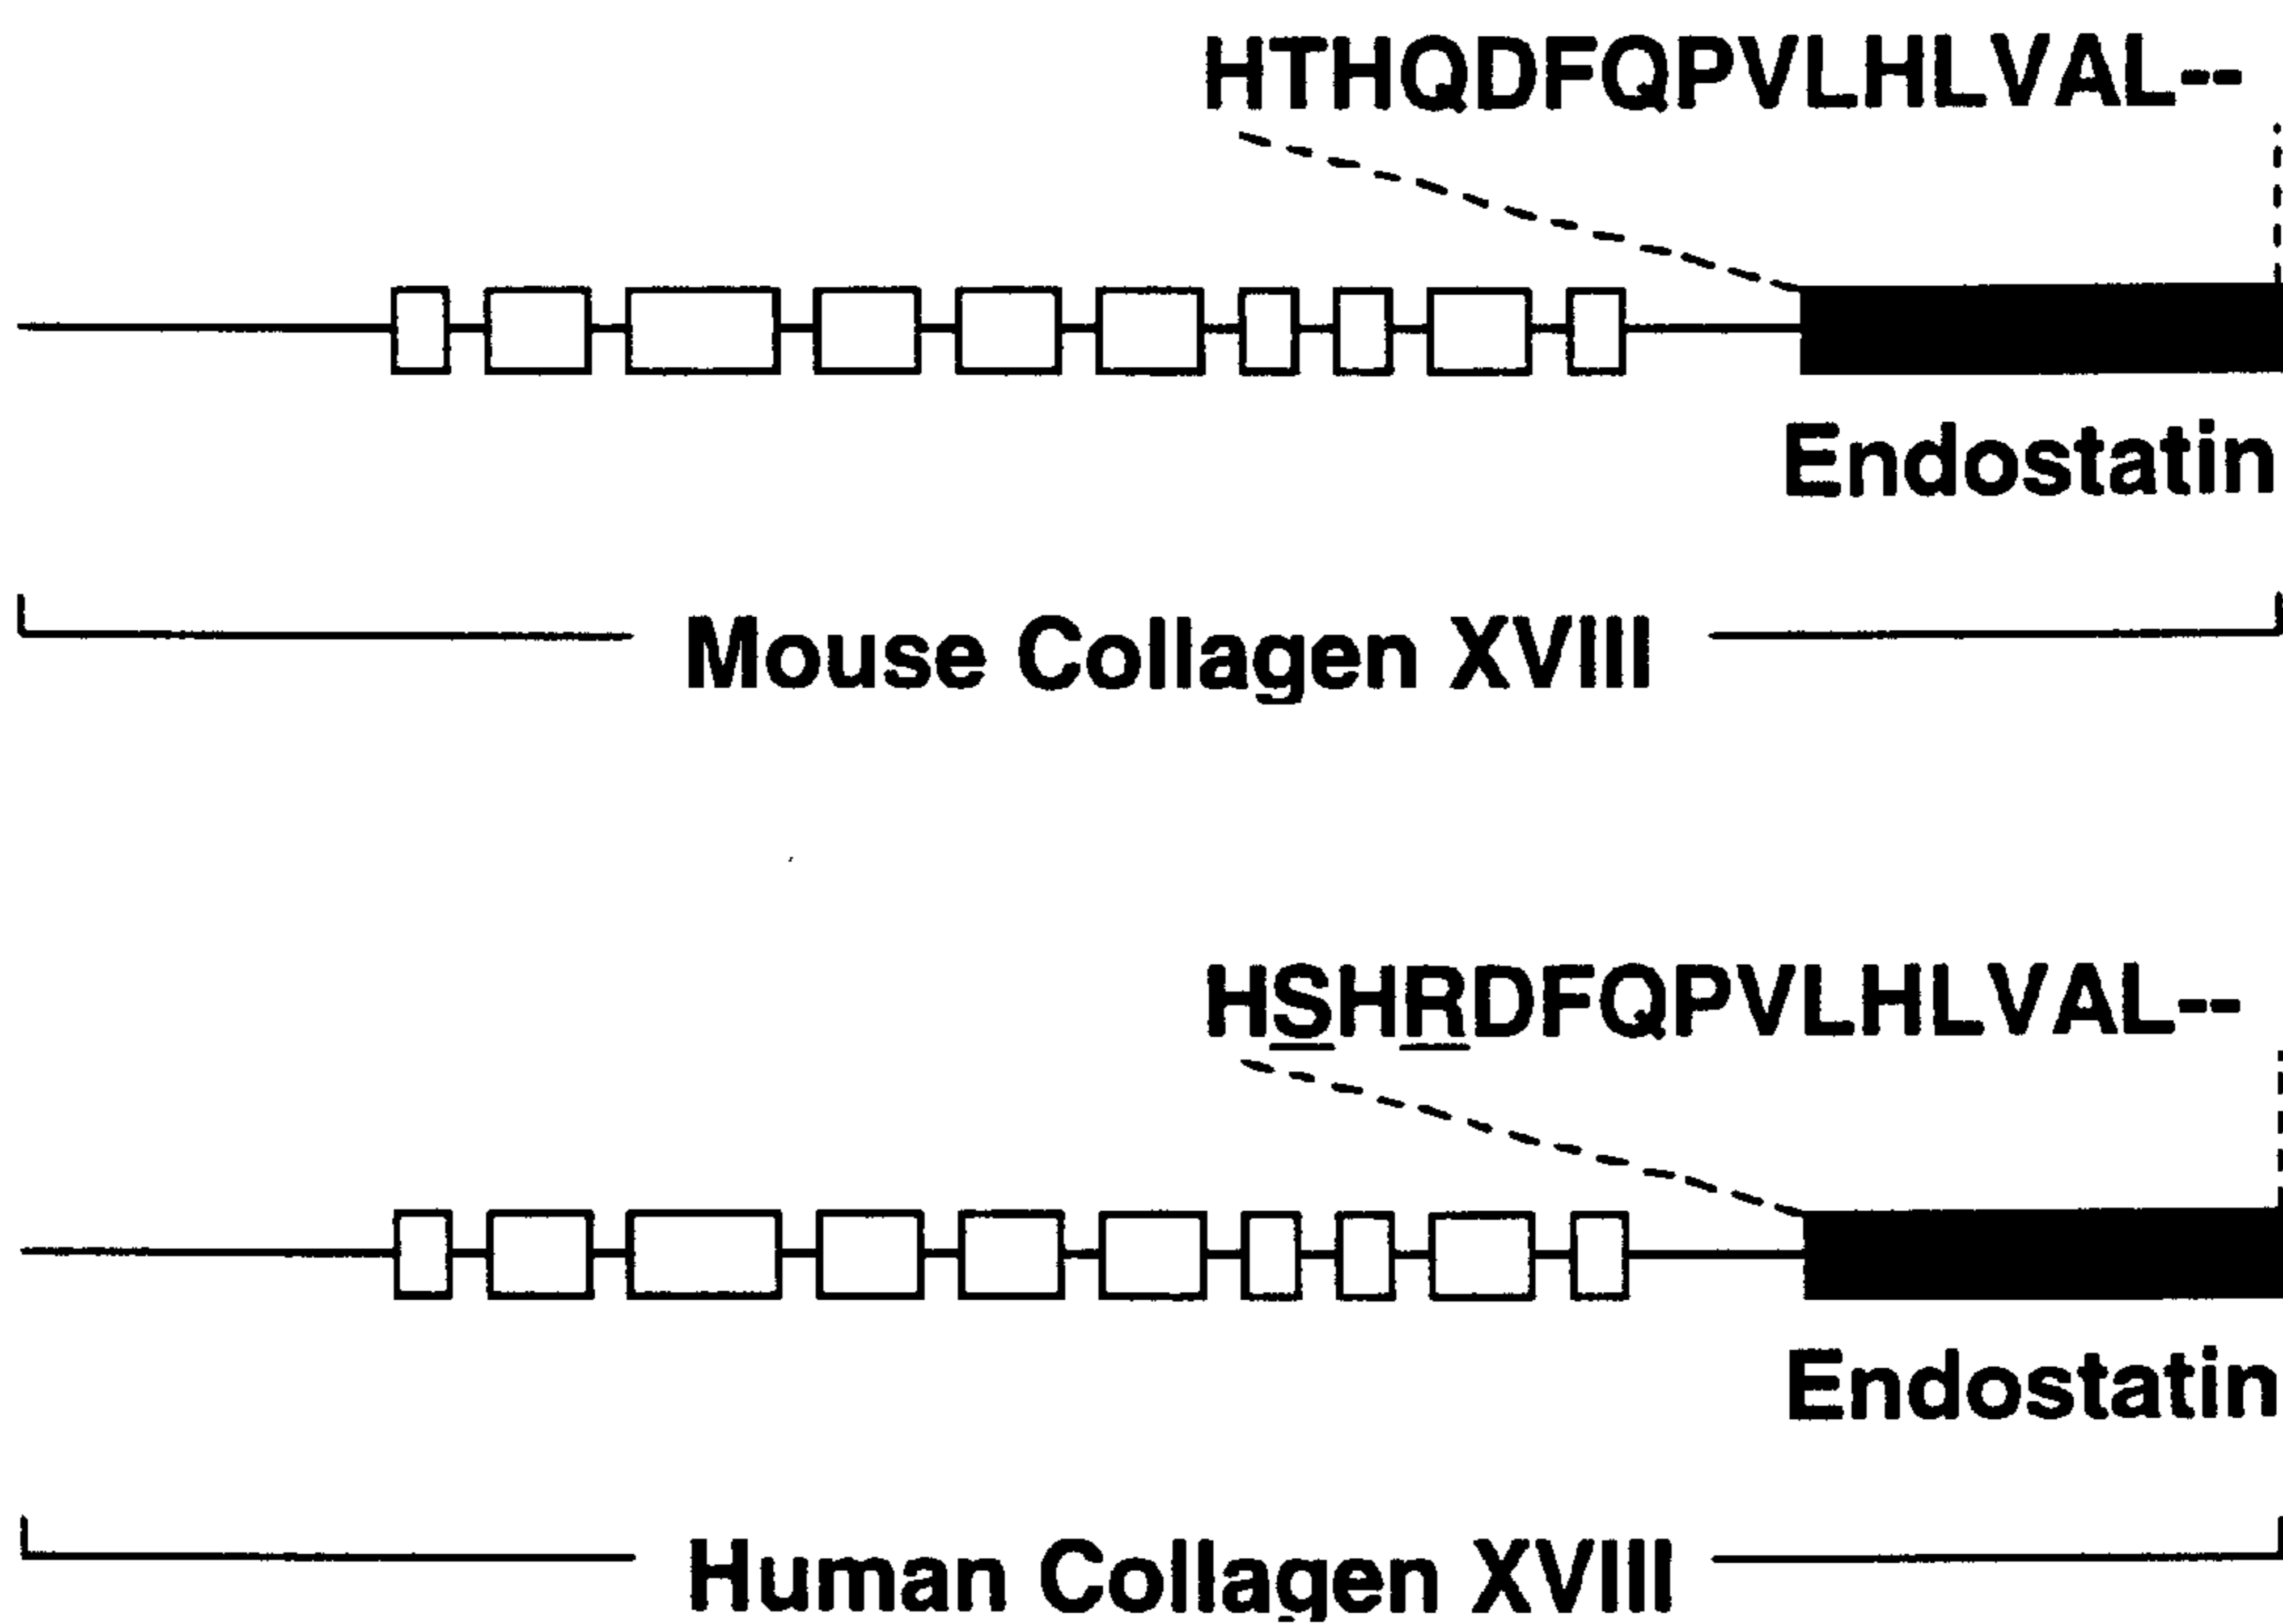 HTHQDFQPVLHLVAL--
Endostatin
Mouse Collagen XVIII
HSHRDFQPVLHLVAL--
Endostatin
Human Collagen XVIII